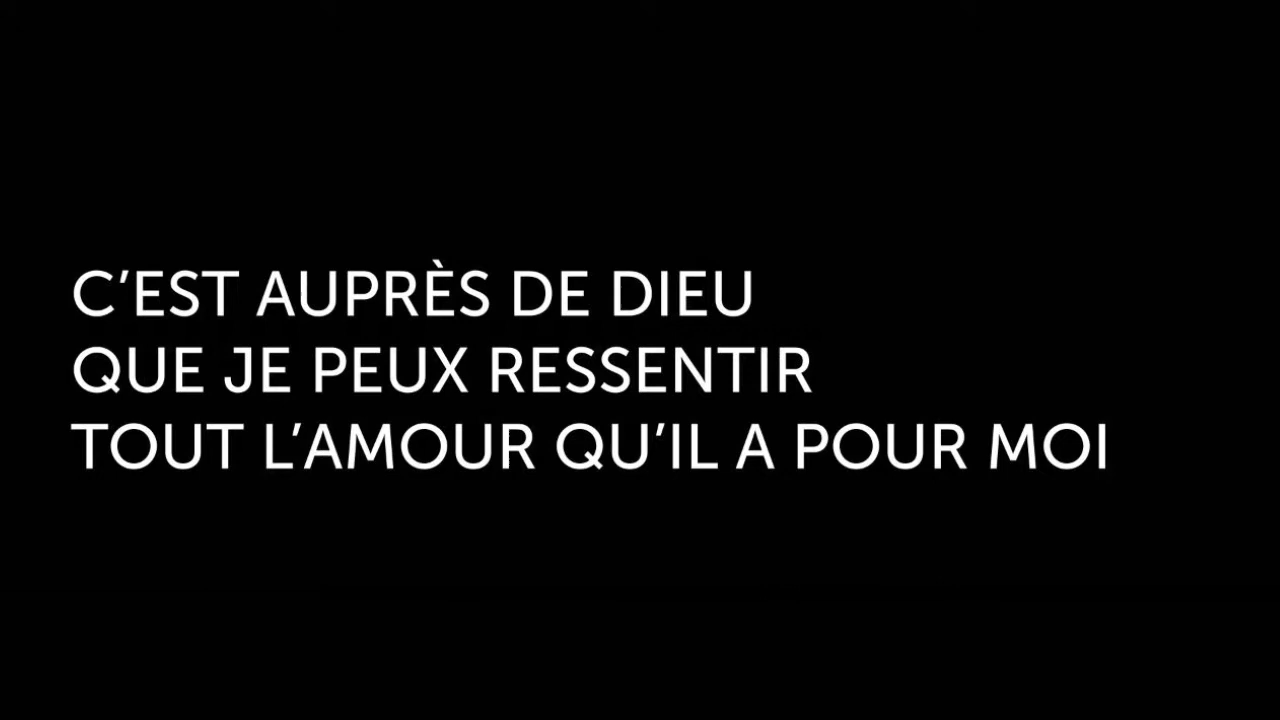 C’EST AUPRÈS DE DIEU
QUE JE PEUX RESSENTIR
TOUT L’AMOUR QU’IL A POUR MOI